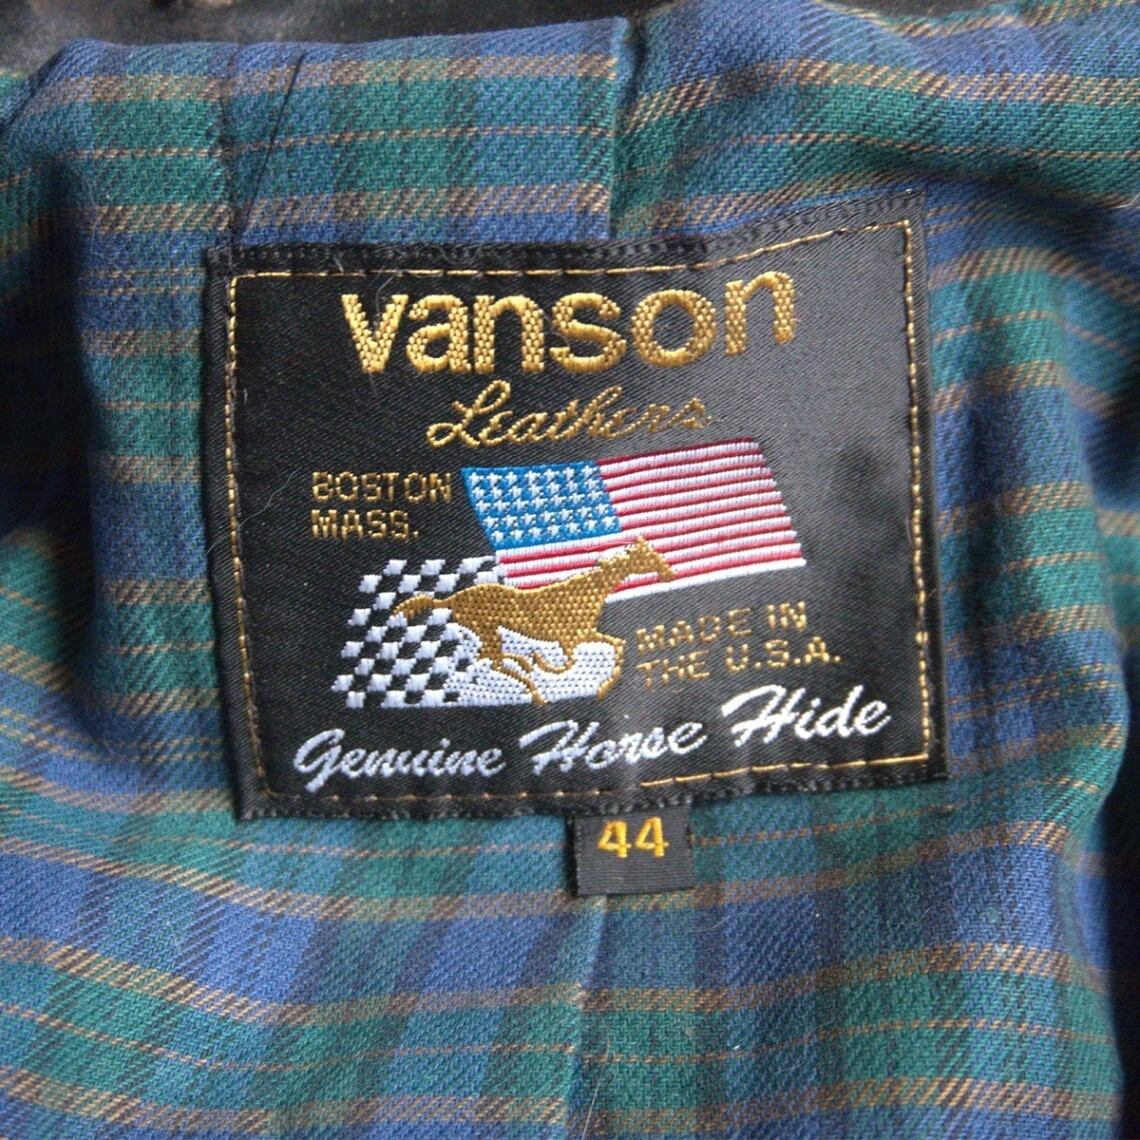 vanson
Leathers
BOSTON
MASS.
MADE IN
THE U.S.A.
Genuine Horse Hide
44